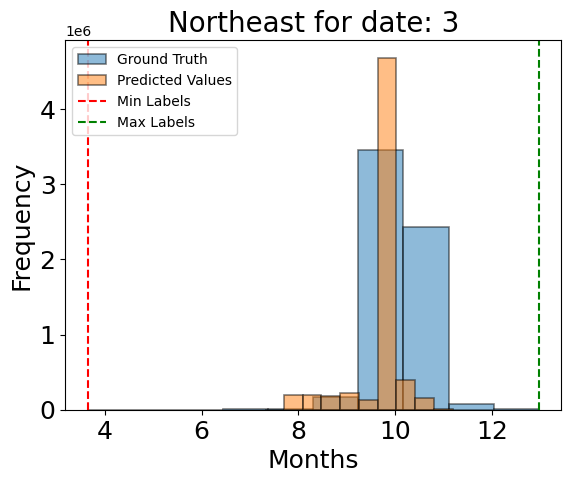 Northeast for date: 3
1e6
Ground Truth
Predicted Values
Min Labels
Max Labels
Frequency
4
3
2
1
0
4 6 8 10 12
Months